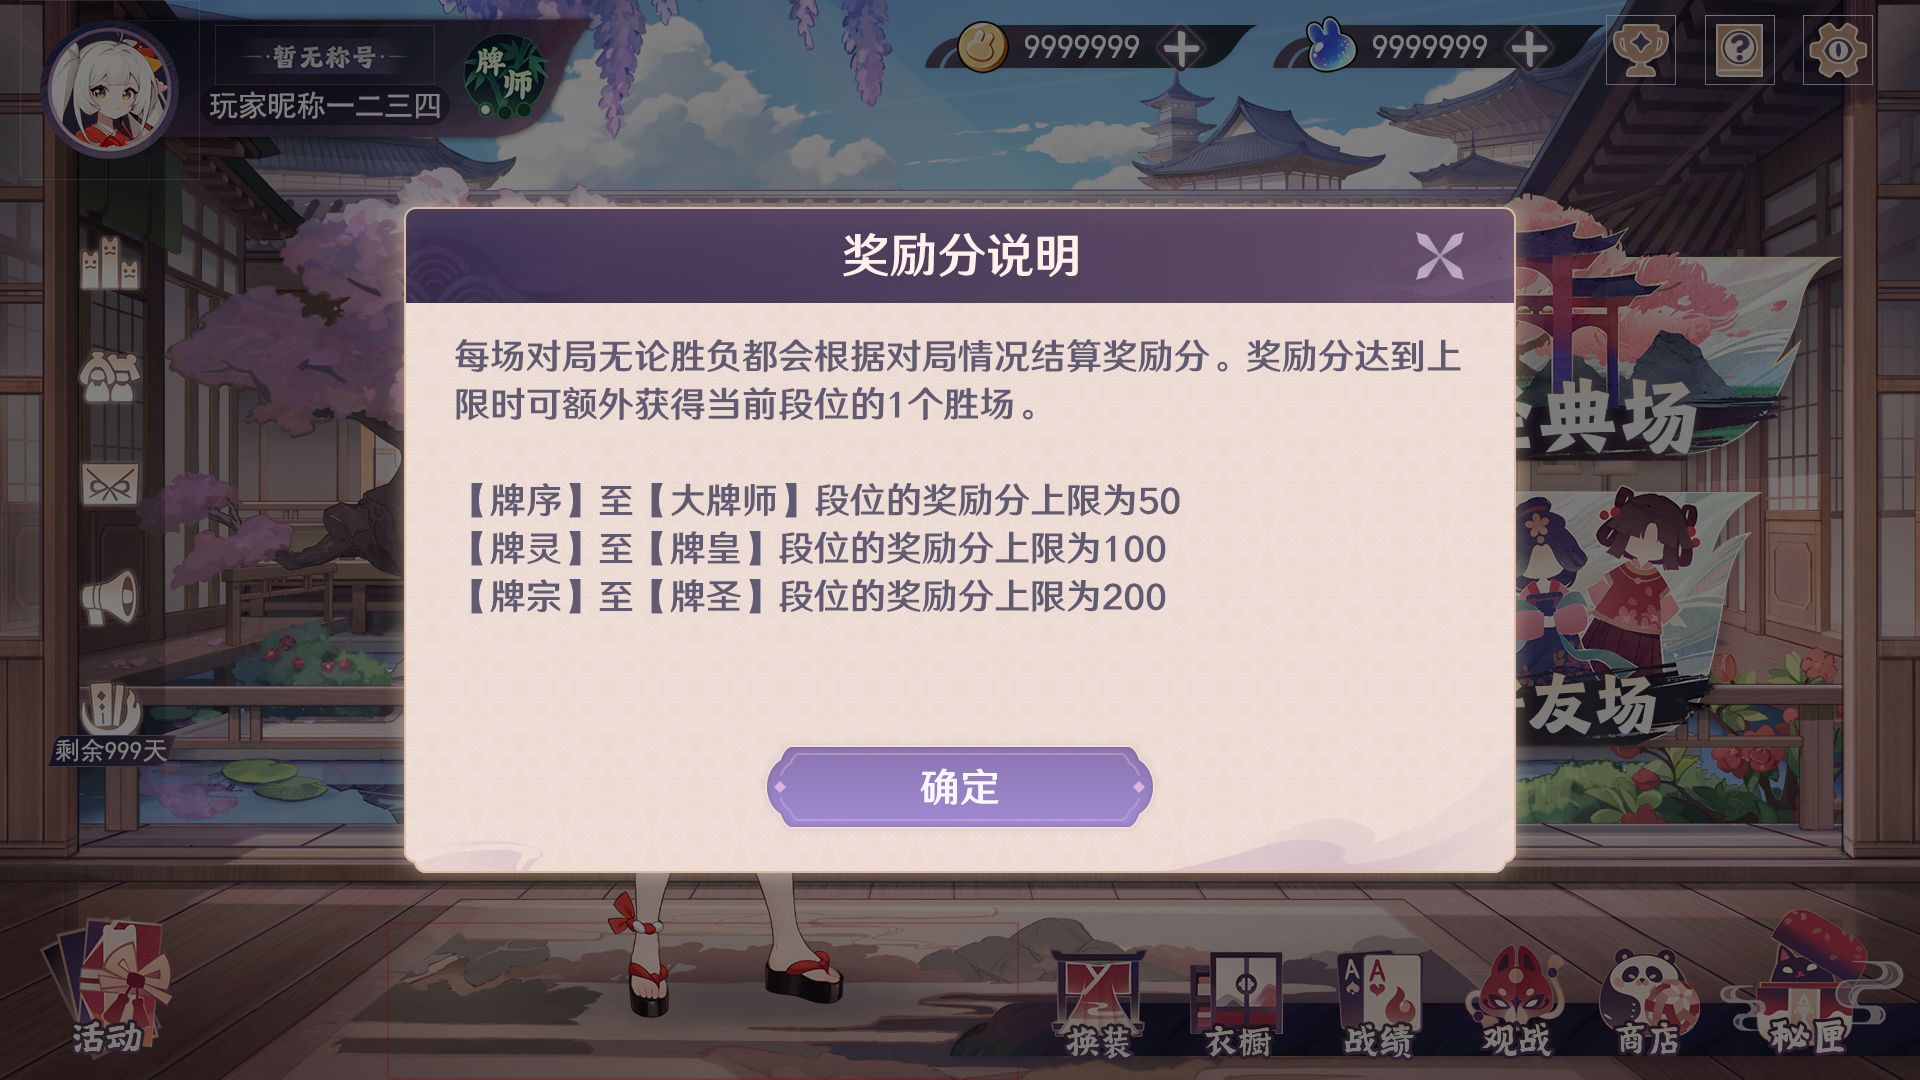 暂无称号
玩家昵称一二三四
牌师
9999999
9999999
奖励分说明
每场对局无论胜负都会根据对局情况结算奖励分。奖励分达到上
限时可额外获得当前段位的1个胜场。
【牌序】至【大牌师】段位的奖励分上限为50
【牌灵】至【牌皇】段位的奖励分上限为100
【牌宗】至【牌圣】段位的奖励分上限为200
确定
典场
友场
剩余999天
活动
换装
衣橱
A A
战绩
观战
商店
秘匣